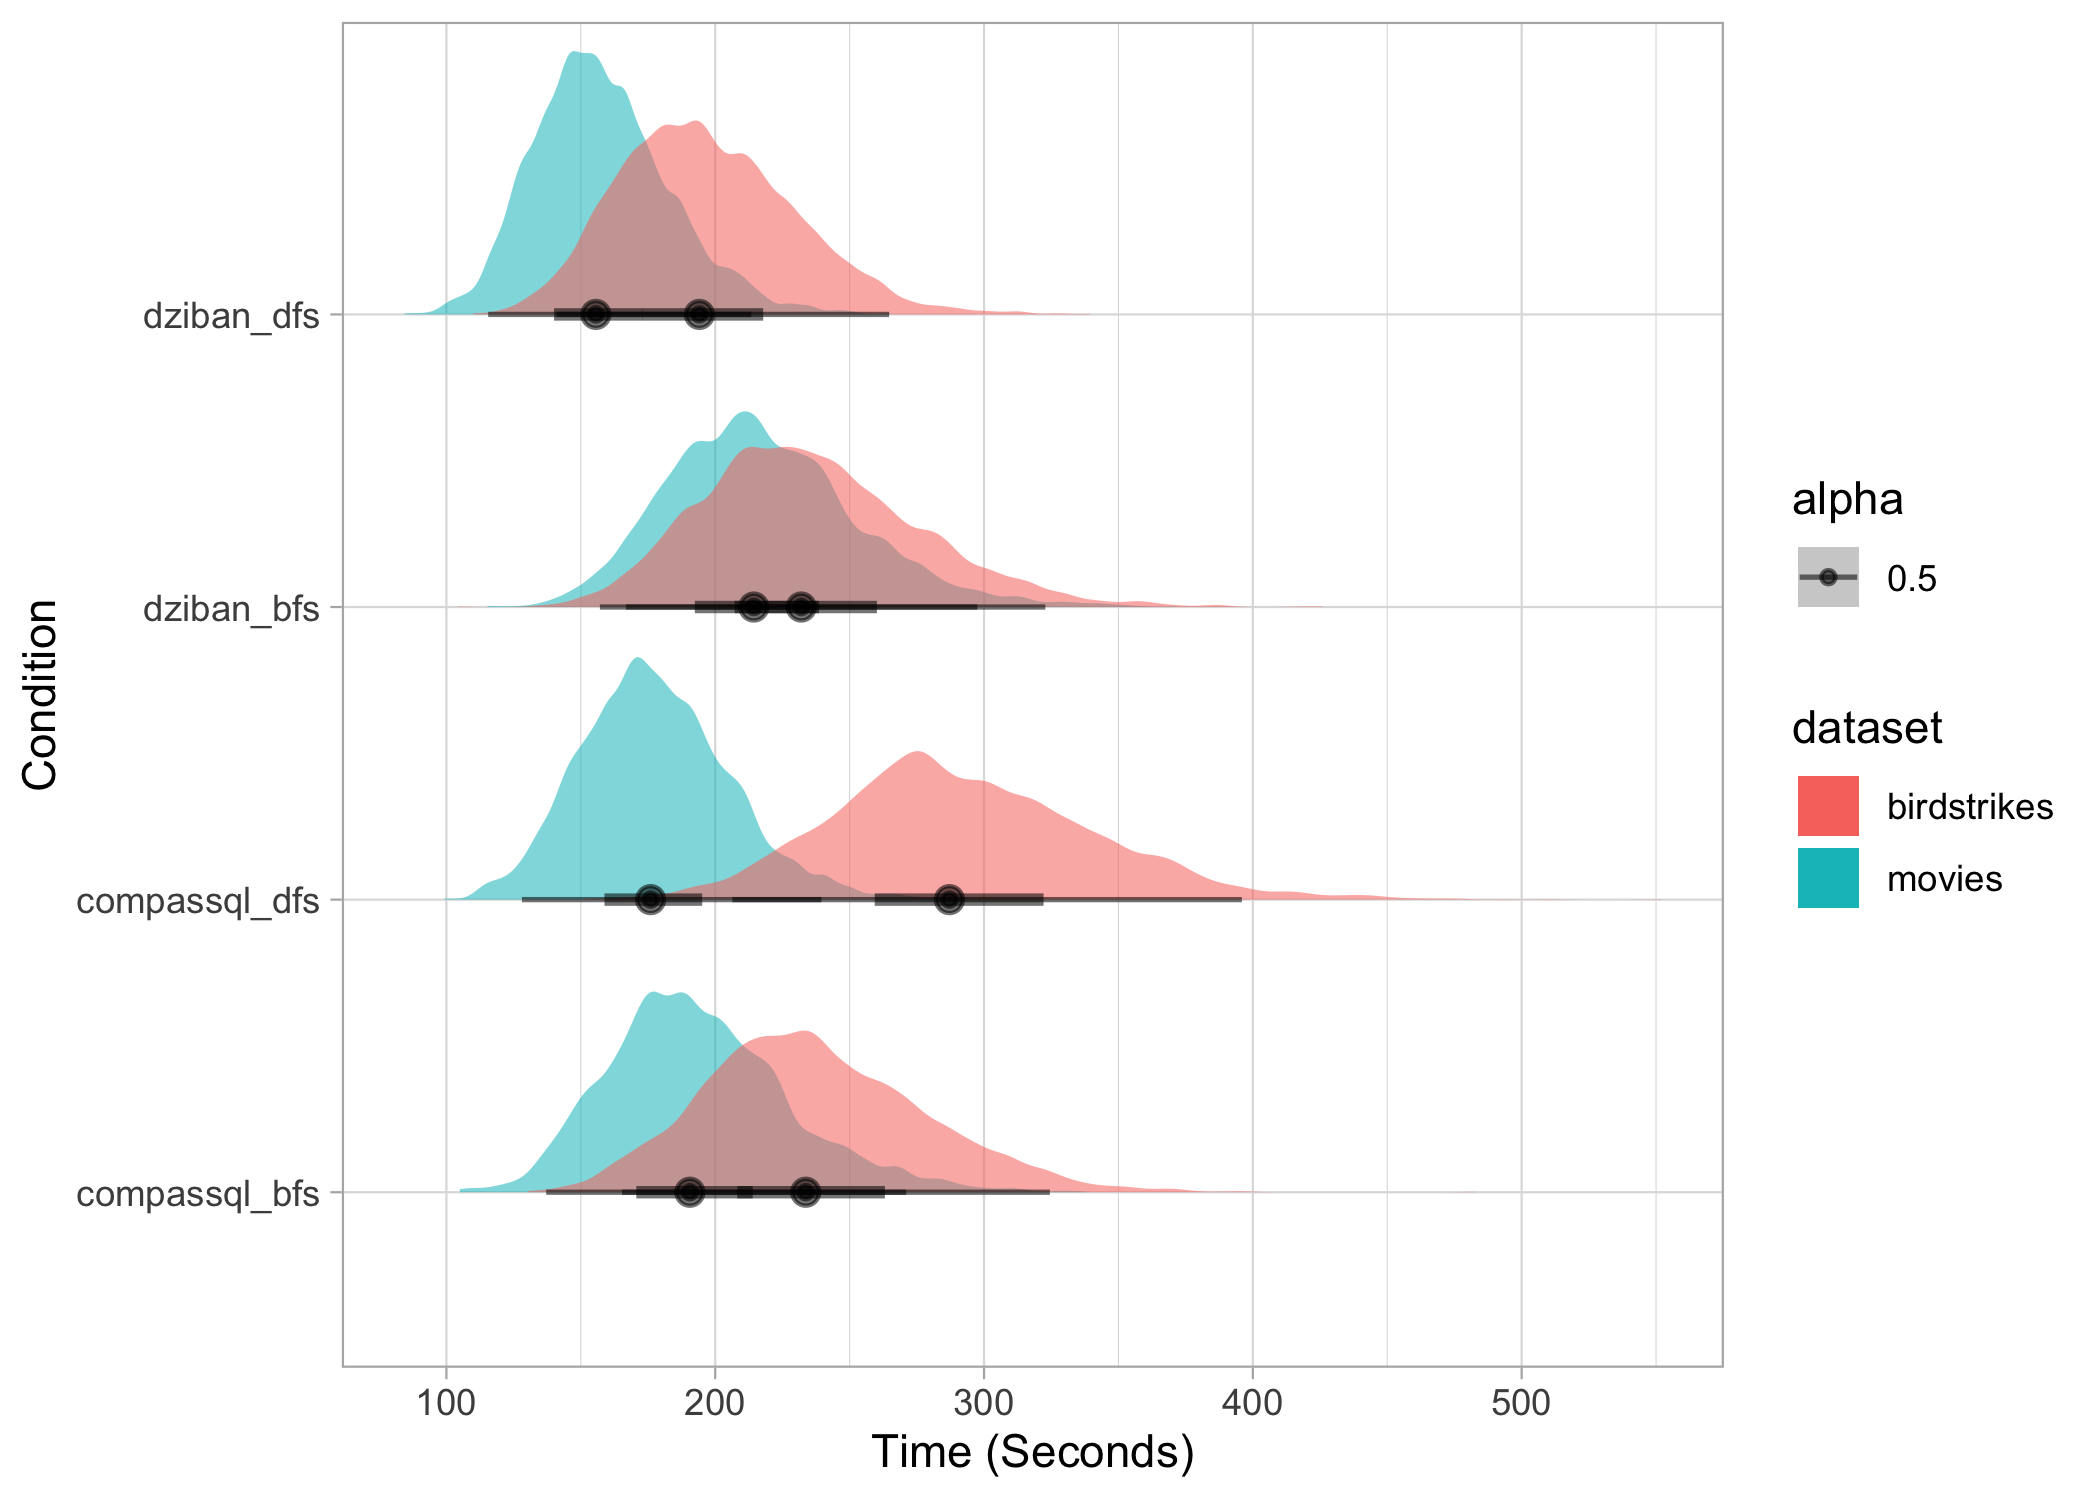 Condition
dziban_dfs
dziban_bfs
compassql_dfs
compassql_bfs
100 200 300 400 500
Time (Seconds)
alpha
0.5
dataset
birdstrikes
movies